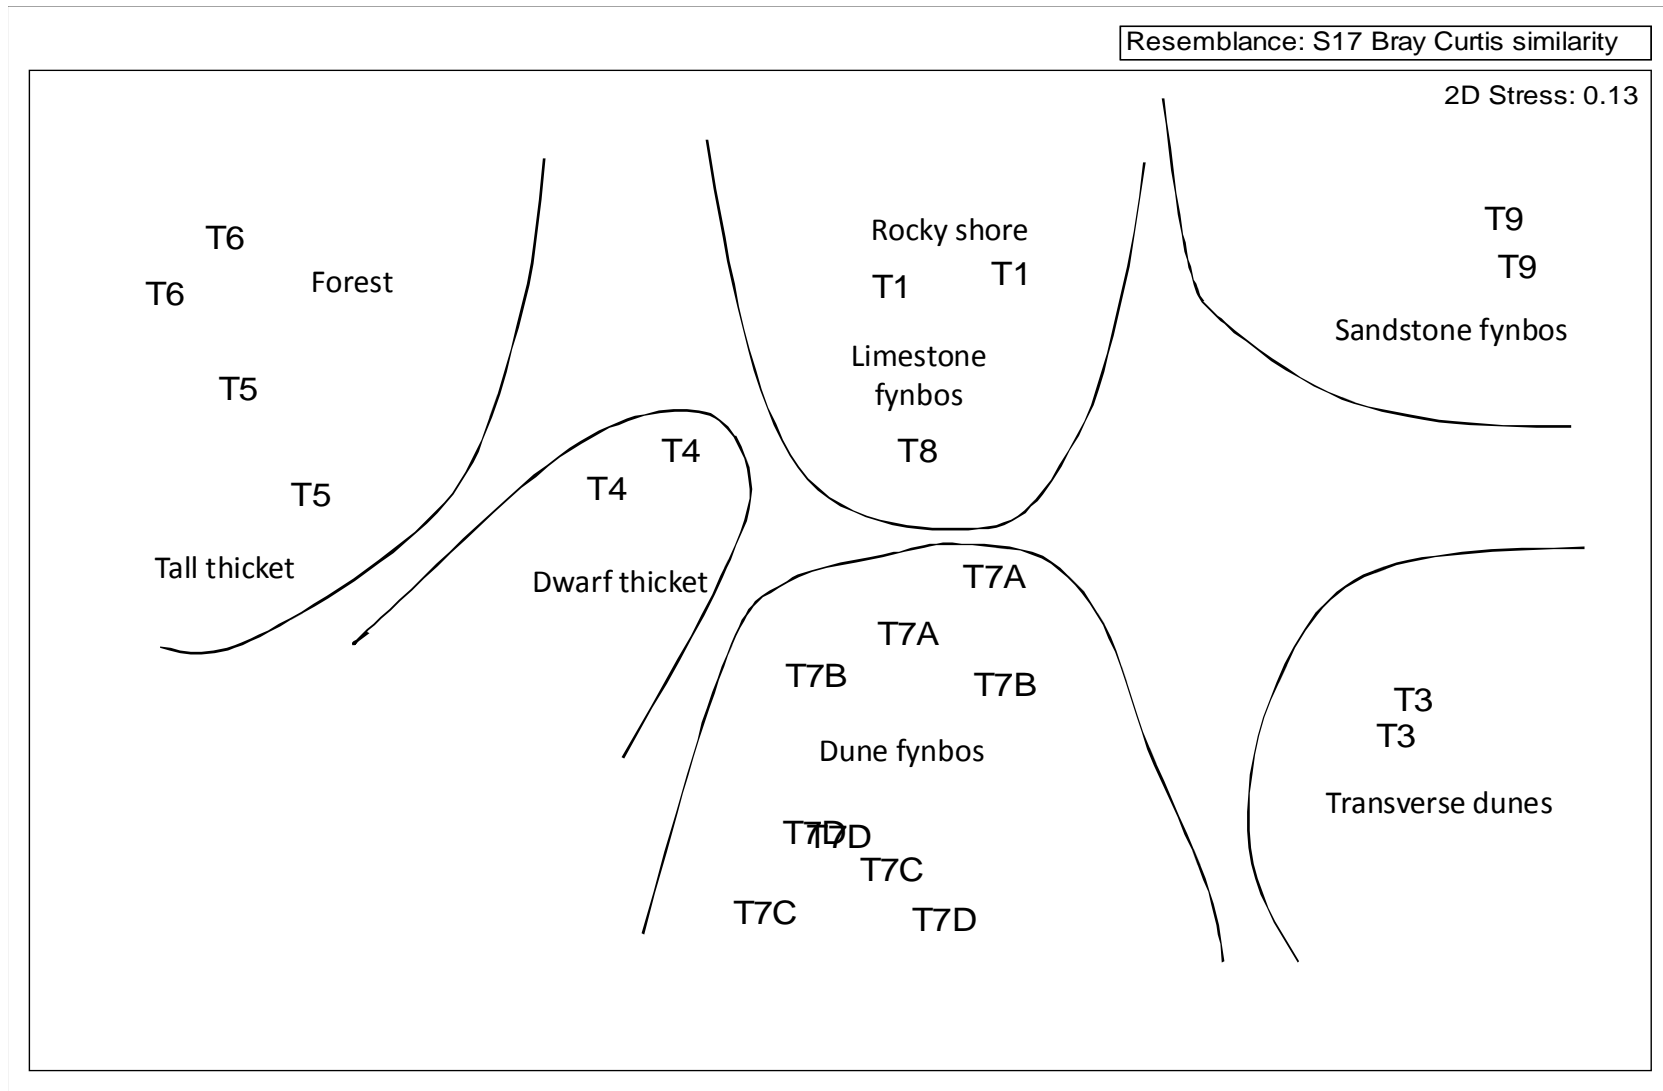 Resemblance: S17 Bray Curtis similarity
2D Stress: 0.13
T6
Forest
T6
T5
T5
Tall thicket
T4
T4
Dwarf thicket
Rocky shore
T1
T1
Limestone
fynbos
T8
T9
T9
Sandstone fynbos
T7A
T7A
T7B
T7B
Dune fynbos
T7D
T7D
T7C
T7C
T7D
T3
T3
Transverse dunes